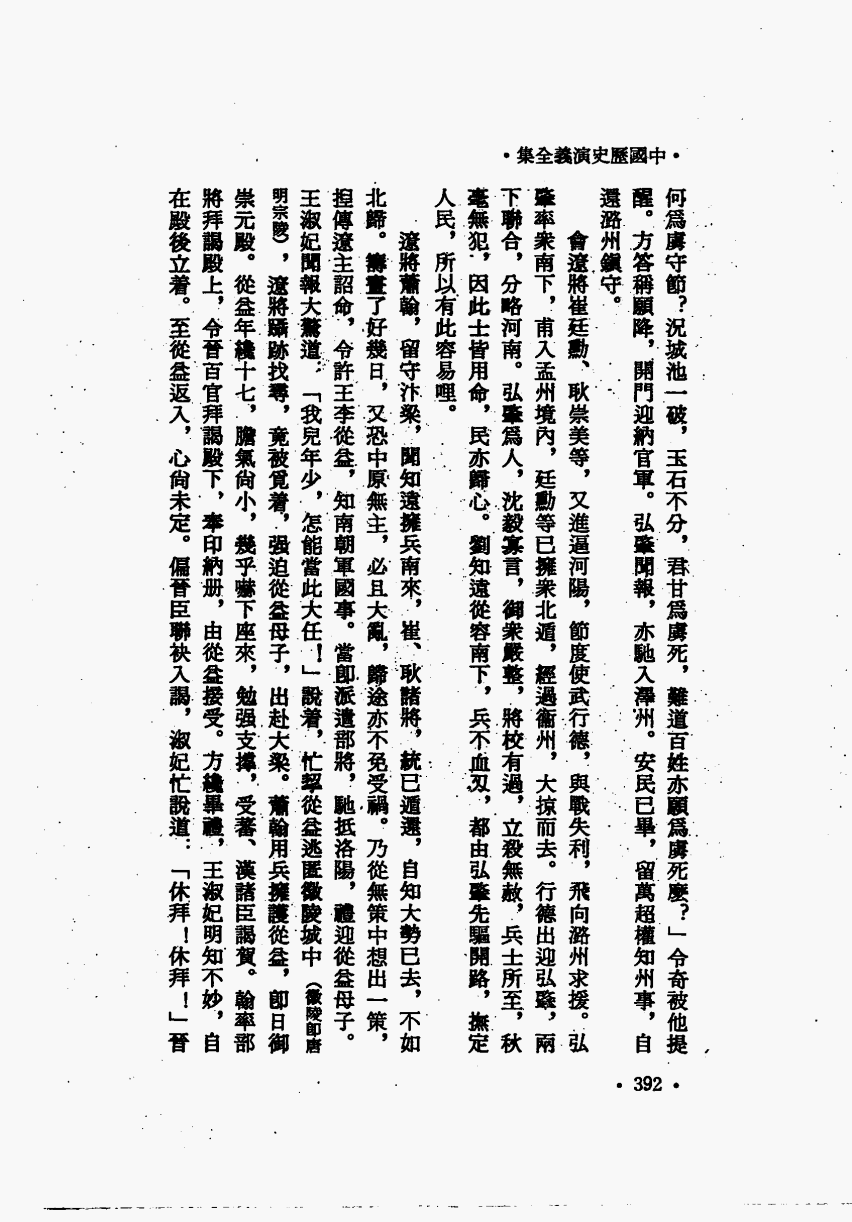 •中國歷史演義全集•
何爲虜守節？況城池一破，玉石不分，君甘爲虜死，難道百姓亦願爲虜死麽？」令奇被他提
醒。方答稱願降，開門迎納官軍。弘肇聞報，亦馳入澤州。安民已畢，留萬超權知州事，自
還潞州鎭守。
會遼將崔廷勳、耿崇美等，又進逼河陽，節度使武行德，與戰失利，飛向潞州求援。弘
肇率衆南下，甫入孟州境內，廷勳等已擁衆北遁，經過衞州，大掠而去。行德出迎弘肇，兩
下聯合，分略河南。弘肇爲人，沈毅寡言，御衆嚴整，將校有過，立殺無赦，兵士所至，秋
毫無犯，因此士皆用命，民亦歸心。劉知遠從容南下，兵不血刃，都由弘肇先驅開路，撫定
人民，所以有此容易哩。
遼將蕭翰，留守汴梁，聞知遠擁兵南來，崔、耿諸將，統已遁還，自知大勢已去，不如
北歸。籌畫了好幾日，又恐中原無主，必且大亂，歸途亦不免受禍。乃從無策中想出一策，
捏傳遼主詔命，令許王李從益，知南朝軍國事。當卽派遣部將，馳抵洛陽，禮迎從益母子。
王淑妃聞報大驚道：「我兒年少，怎能當此大任！」說着，忙挈從益逃匿徽陵城中（徽陵卽唐
明宗陵），遼將躡跡找尋，竟被覓着，强迫從益母子，出赴大梁。蕭翰用兵擁護從益，卽日御
崇元殿。從益年纔十七，膽氣尙小，幾乎嚇下座來，勉强支撐，受蕃、漢諸臣謁賀。翰率部
將拜謁殿上，令晉百官拜謁殿下，奉印納册，由從益接受。方纔畢禮，王淑妃明知不妙，自
在殿後立着。至從益返入，心尙未定。偏晉臣聯袂入謁，淑妃忙說道：「休拜！休拜！」晉
•392•